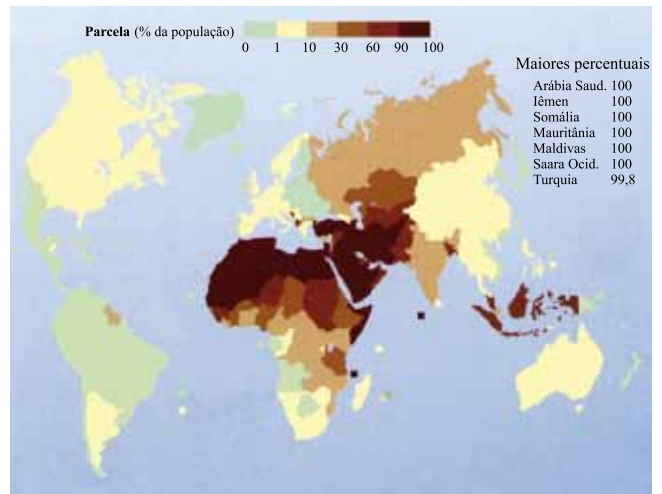 Parcela (% da população)
0 1 10 30 60 90 100
Maiores percentuais
Arábia Saud. 100
Iêmen 100
Somália 100
Mauritânia 100
Maldivas 100
Saara Ocid. 100
Turquia 99,8